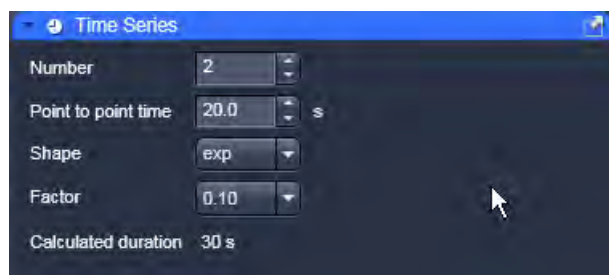 Time Series
Number 2
Point to point time 20.0 s
Shape exp
Factor 0.10
Calculated duration 30 s